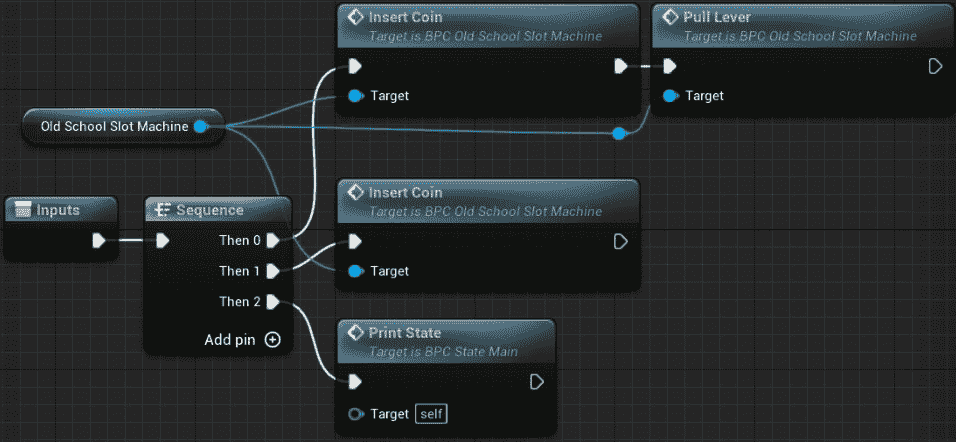 Insert Coin
Target is BPC Old School Slot Machine
Target
Pull Lever
Target is BPC Old School Slot Machine
Target
Old School Slot Machine
Inputs
Sequence
Then 0
Then 1
Then 2
Add pin
Insert Coin
Target is BPC Old School Slot Machine
Target
Print State
Target is BPC State Main
Target self